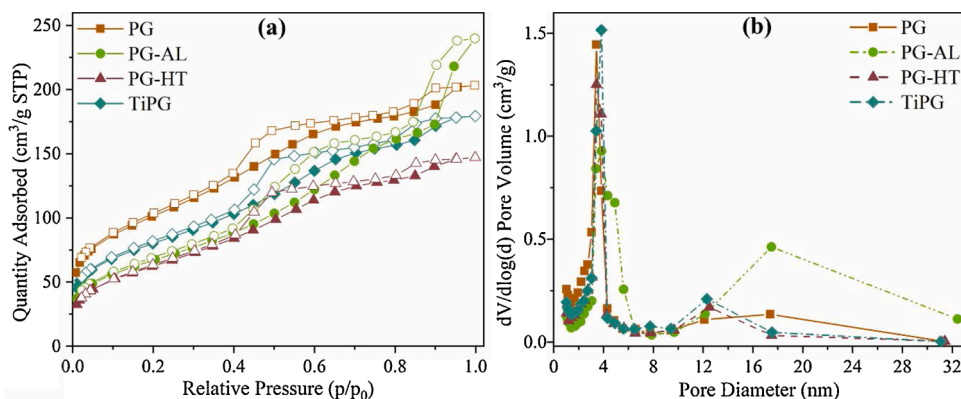 (a)
PG
PG-AL
PG-HT
TiPG
250
200
150
100
50
0
0.0 0.2 0.4 0.6 0.8 1.0
Quantity Adsorbed (cm³/g STP)
Relative Pressure (p/p₀)
(b)
PG
PG-AL
PG-HT
TiPG
1.5
1.0
0.5
0.0
0 4 8 12 16 20 24 28 32
dV/dlog(d) Pore Volume (cm³/g)
Pore Diameter (nm)